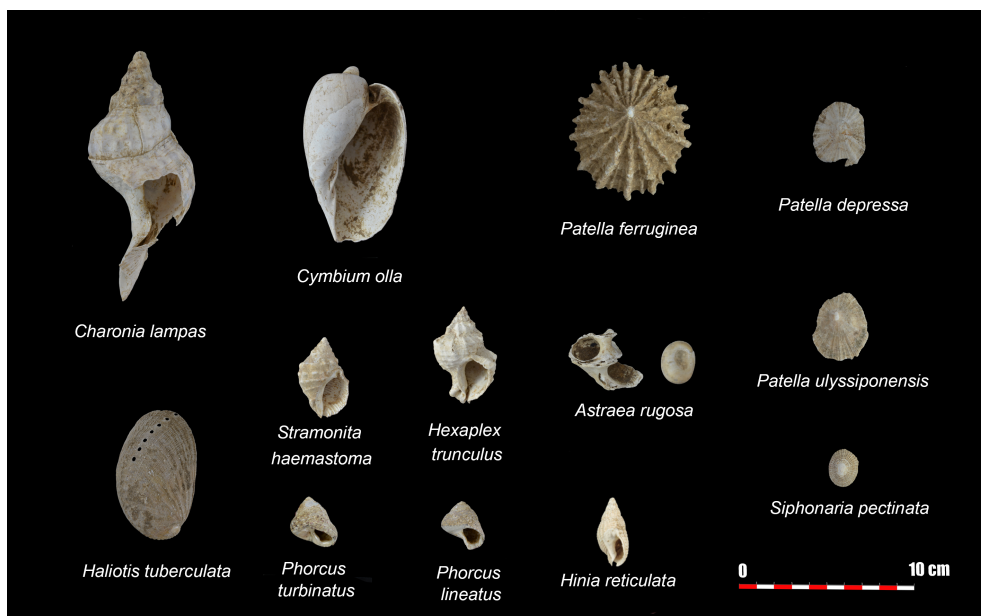 Patella depressa
Patella ferruginea
Cymbium olla
Charonia lampas
Patella ulyssiponensis
Astraea rugosa
Stramonita
haemastoma
Hexaplex
trunculus
Siphonaria pectinata
Haliotis tuberculata
Phorcus
turbinatus
Phorcus
lineatus
Hinia reticulata
0
10 cm